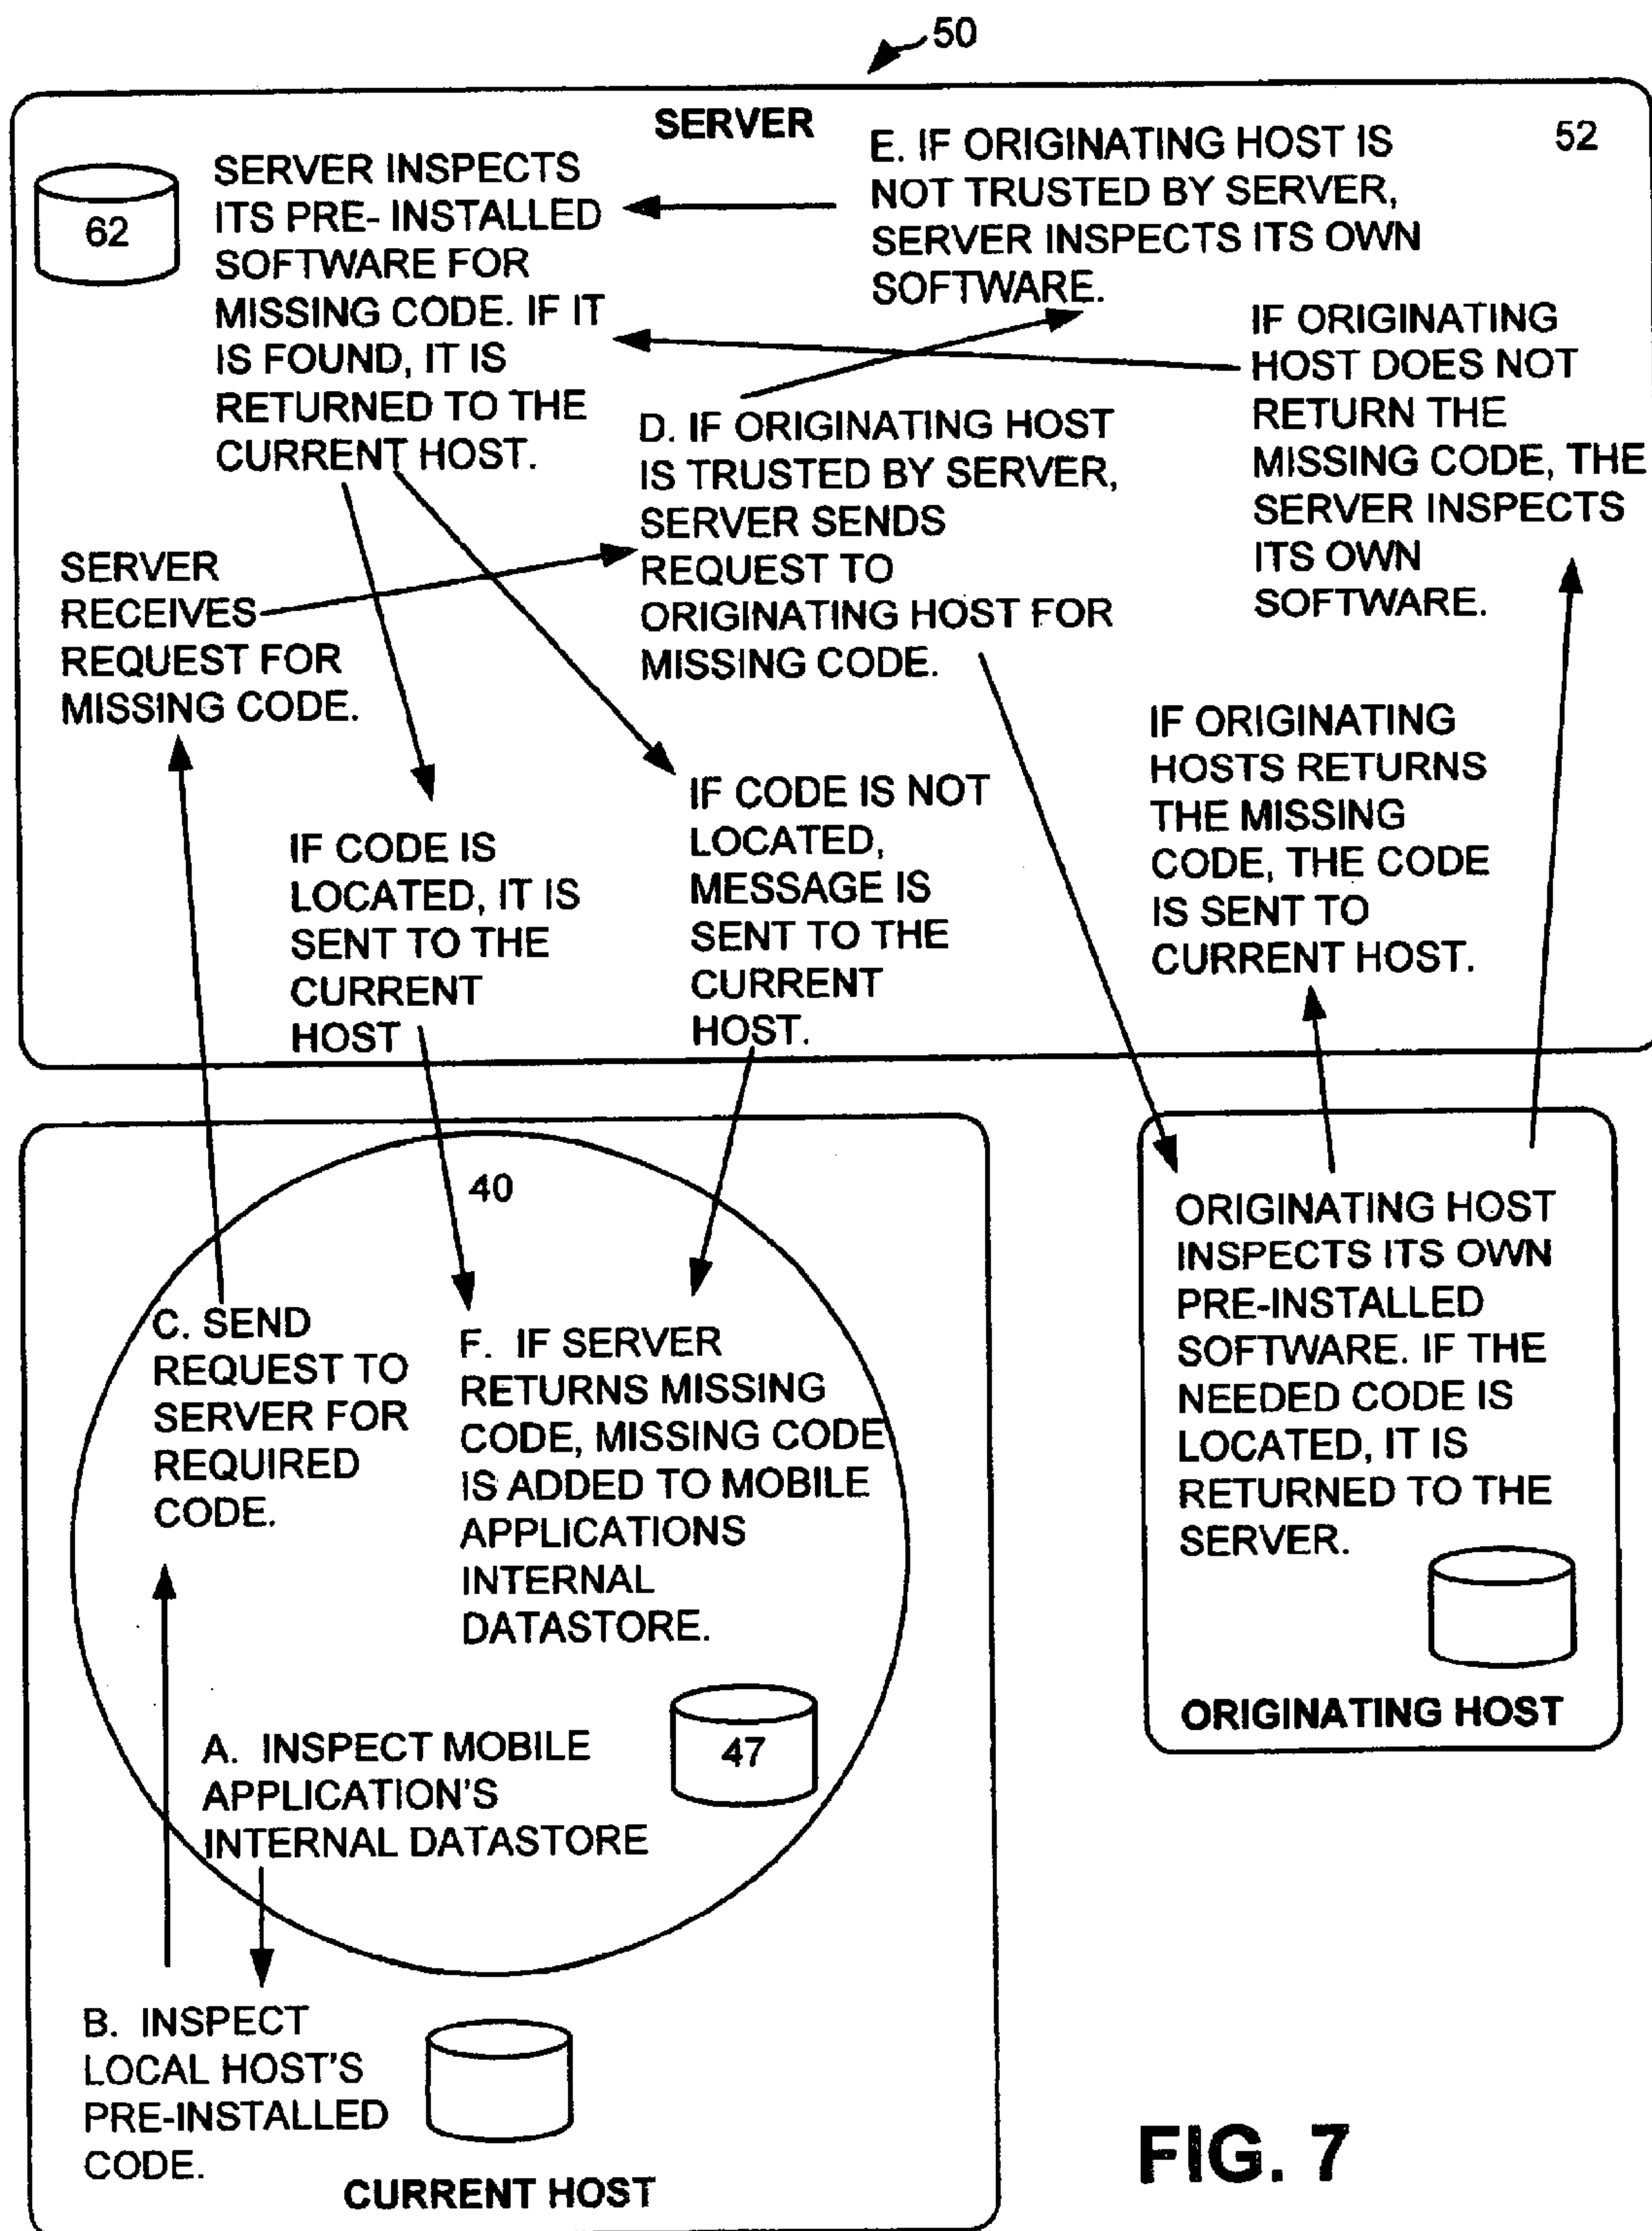 50
SERVER
52
62
SERVER INSPECTS
ITS PRE- INSTALLED
SOFTWARE FOR
MISSING CODE. IF IT
IS FOUND, IT IS
RETURNED TO THE
CURRENT HOST.
E. IF ORIGINATING HOST IS
NOT TRUSTED BY SERVER,
SERVER INSPECTS ITS OWN
SOFTWARE.
IF ORIGINATING
HOST DOES NOT
RETURN THE
MISSING CODE, THE
SERVER INSPECTS
ITS OWN
SOFTWARE.
D. IF ORIGINATING HOST
IS TRUSTED BY SERVER,
SERVER SENDS
REQUEST TO
ORIGINATING HOST FOR
MISSING CODE.
SERVER
RECEIVES
REQUEST FOR
MISSING CODE.
IF CODE IS
LOCATED, IT IS
SENT TO THE
CURRENT
HOST
IF CODE IS NOT
LOCATED,
MESSAGE IS
SENT TO THE
CURRENT
HOST.
IF ORIGINATING
HOSTS RETURNS
THE MISSING
CODE, THE CODE
IS SENT TO
CURRENT HOST.
40
C. SEND
REQUEST TO
SERVER FOR
REQUIRED
CODE.
F. IF SERVER
RETURNS MISSING
CODE, MISSING CODE
IS ADDED TO MOBILE
APPLICATIONS
INTERNAL
DATASTORE.
A. INSPECT MOBILE
APPLICATION'S
INTERNAL DATASTORE
47
B. INSPECT
LOCAL HOST'S
PRE-INSTALLED
CODE.
CURRENT HOST
ORIGINATING HOST
INSPECTS ITS OWN
PRE-INSTALLED
SOFTWARE. IF THE
NEEDED CODE IS
LOCATED, IT IS
RETURNED TO THE
SERVER.
ORIGINATING HOST
FIG. 7